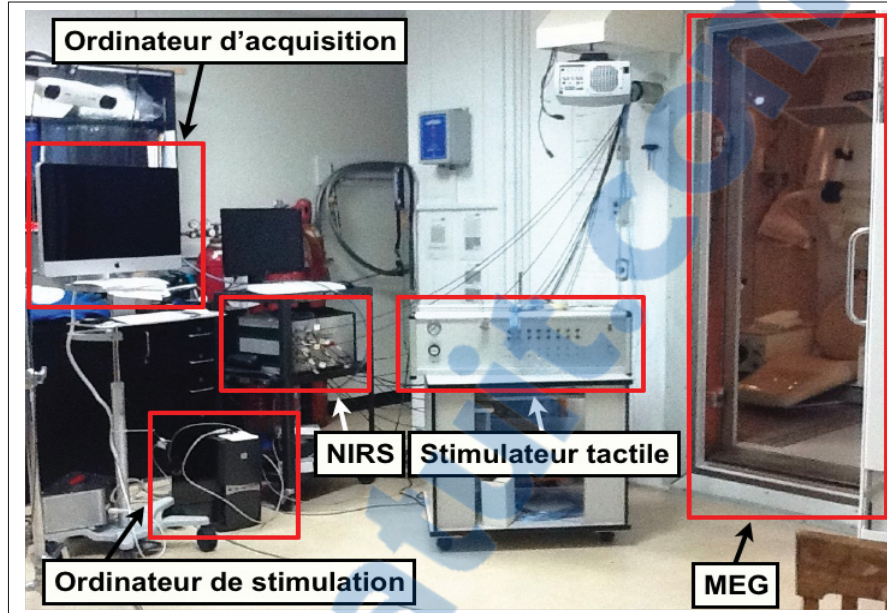 Ordinateur d'acquisition
NIRS
Stimulateur tactile
Ordinateur de stimulation
MEG